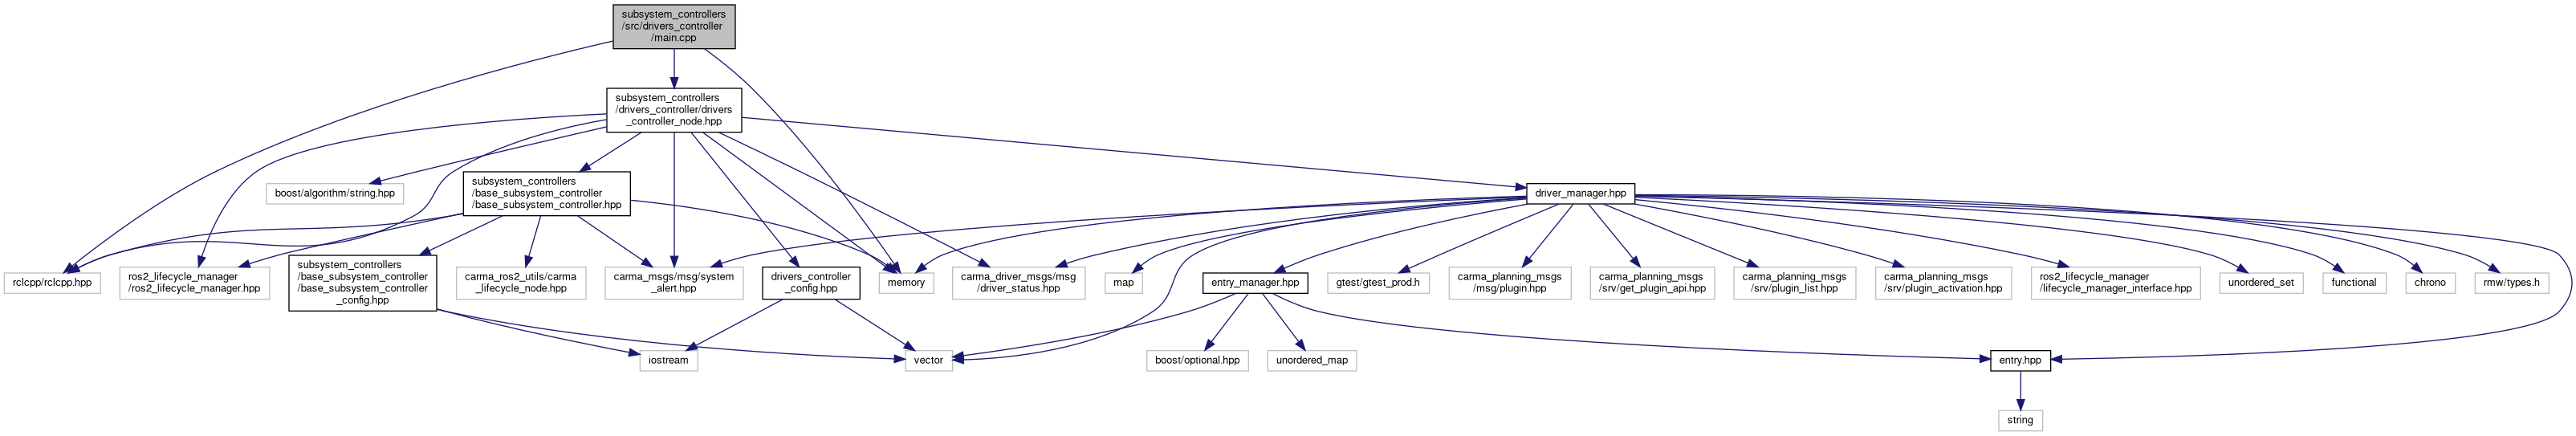 subsystem_controllers
/src/drivers_controller
/main.cpp
subsystem_controllers
/drivers_controller/drivers
_controller_node.hpp
boost/algorithm/string.hpp
subsystem_controllers
/base_subsystem_controller
/base_subsystem_controller.hpp
driver_manager.hpp
rclcpp/rclcpp.hpp
ros2_lifecycle_manager
/ros2_lifecycle_manager.hpp
subsystem_controllers
/base_subsystem_controller
/base_subsystem_controller
_config.hpp
carma_ros2_utils/carma
_lifecycle_node.hpp
carma_msgs/msg/system
_alert.hpp
drivers_controller
_config.hpp
memory
carma_driver_msgs/msg
/driver_status.hpp
map
entry_manager.hpp
gtest/gtest_prod.h
carma_planning_msgs
/msg/plugin.hpp
carma_planning_msgs
/srv/get_plugin_api.hpp
carma_planning_msgs
/srv/plugin_list.hpp
carma_planning_msgs
/srv/plugin_activation.hpp
ros2_lifecycle_manager
/lifecycle_manager_interface.hpp
unordered_set
functional
chrono
rmw/types.h
iostream
vector
boost/optional.hpp
unordered_map
entry.hpp
string